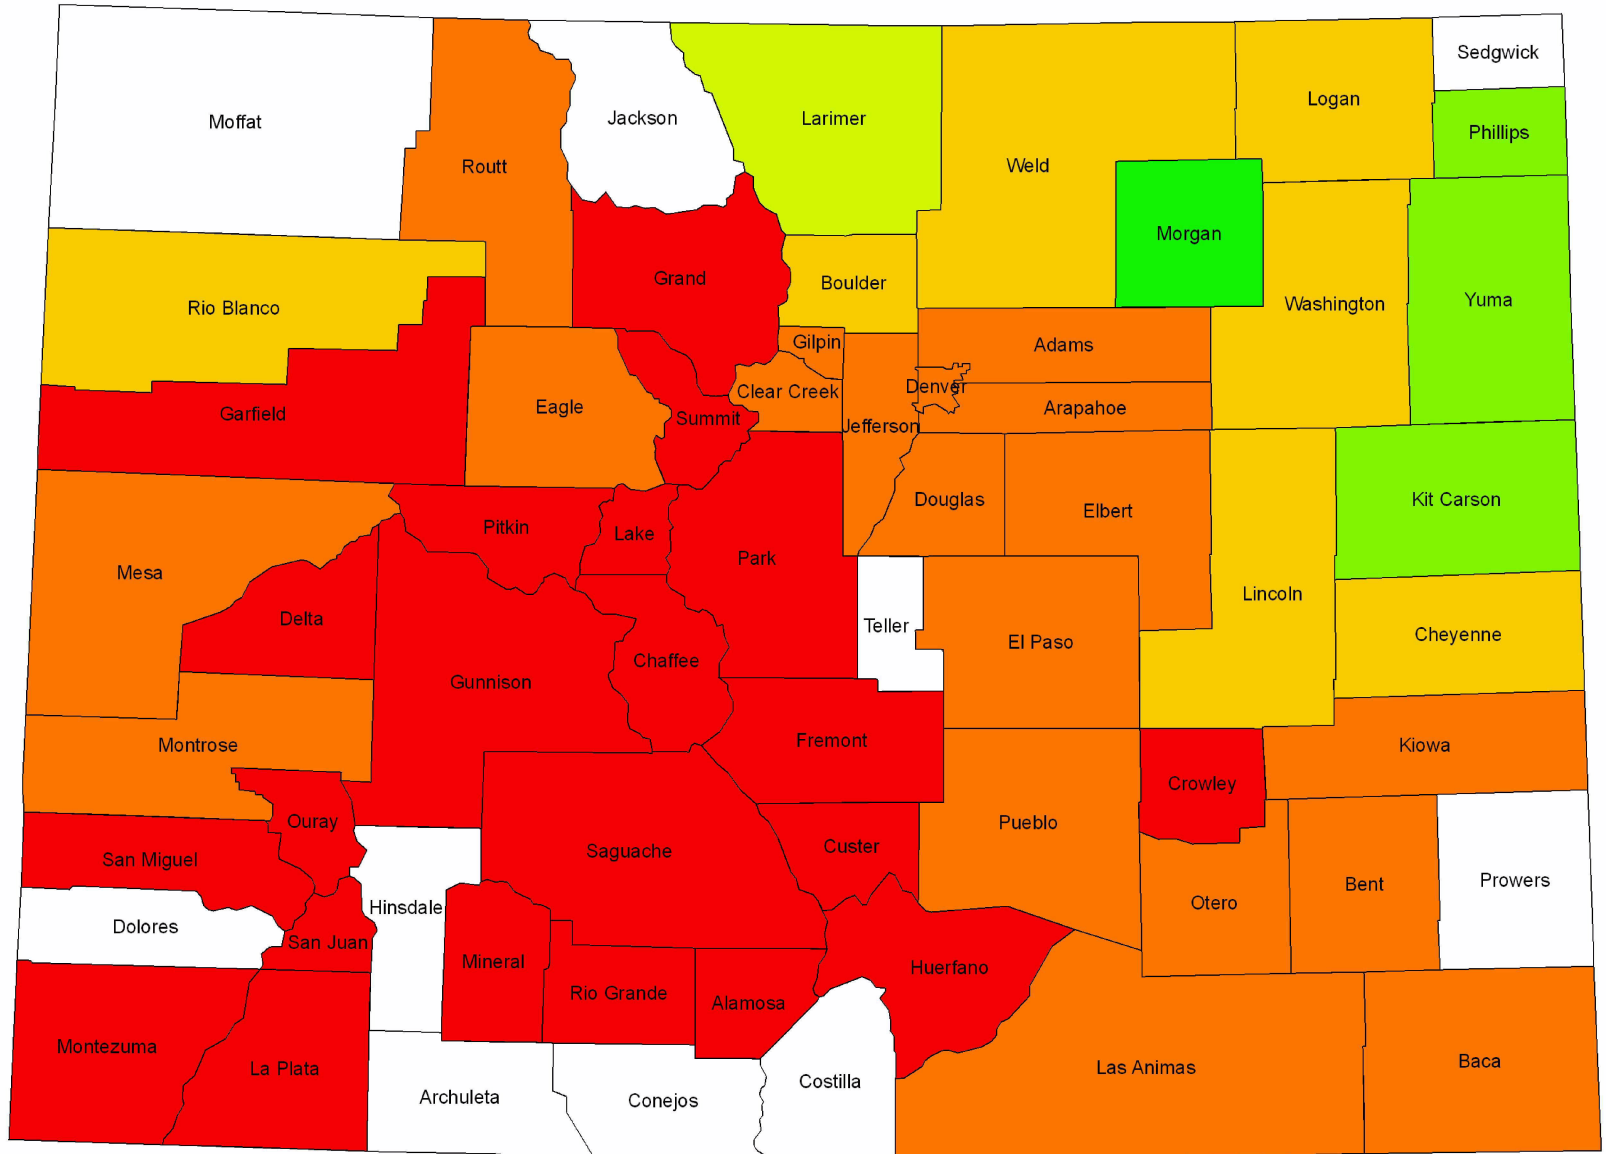 Sedgwick
Logan
Moffat
Jackson
Larimer
Phillips
Routt
Weld
Morgan
Grand
Boulder
Rio Blanco
Washington
Yuma
Gilpin
Adams
Clear Creek
Denver
Eagle
Arapahoe
Garfield
Summit
Jefferson
Douglas
Kit Carson
Elbert
Pitkin
Lake
Park
Mesa
Lincoln
Delta
Teller
Cheyenne
El Paso
Chaffee
Gunnison
Fremont
Montrose
Kiowa
Crowley
Ouray
Pueblo
Custer
Saguache
San Miguel
Prowers
Bent
Otero
Hinsdale
Dolores
San Juan
Mineral
Huerfano
Rio Grande
Alamosa
Montezuma
La Plata
Las Animas
Baca
Costilla
Archuleta
Conejos